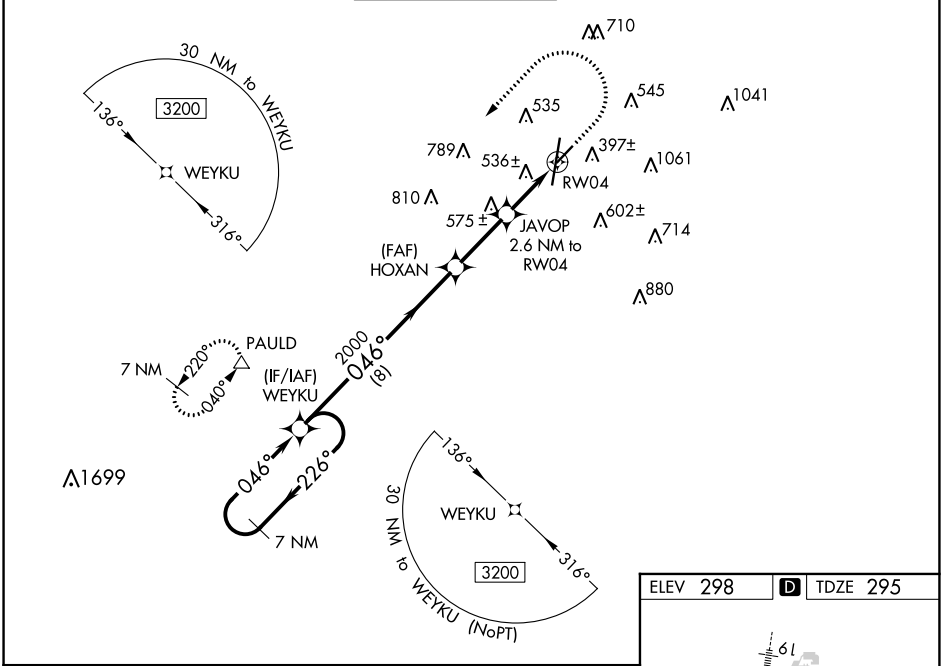 710
30 NM to WEYKU
3200
136°
WEYKU
316°
535
545
1041
789
536±
397±
1061
RW04
810
575 ±
602±
714
JAVOP
2.6 NM to
RW04
(FAF)
HOXAN
880
PAULD
7 NM
220°
040°
2000
046°
(8)
(IF/IAF)
WEYKU
1699
046°
226°
7 NM
136°
WEYKU
316°
3200
30 NM to WEYKU (NoPT)
ELEV 298
D
TDZE 295
19